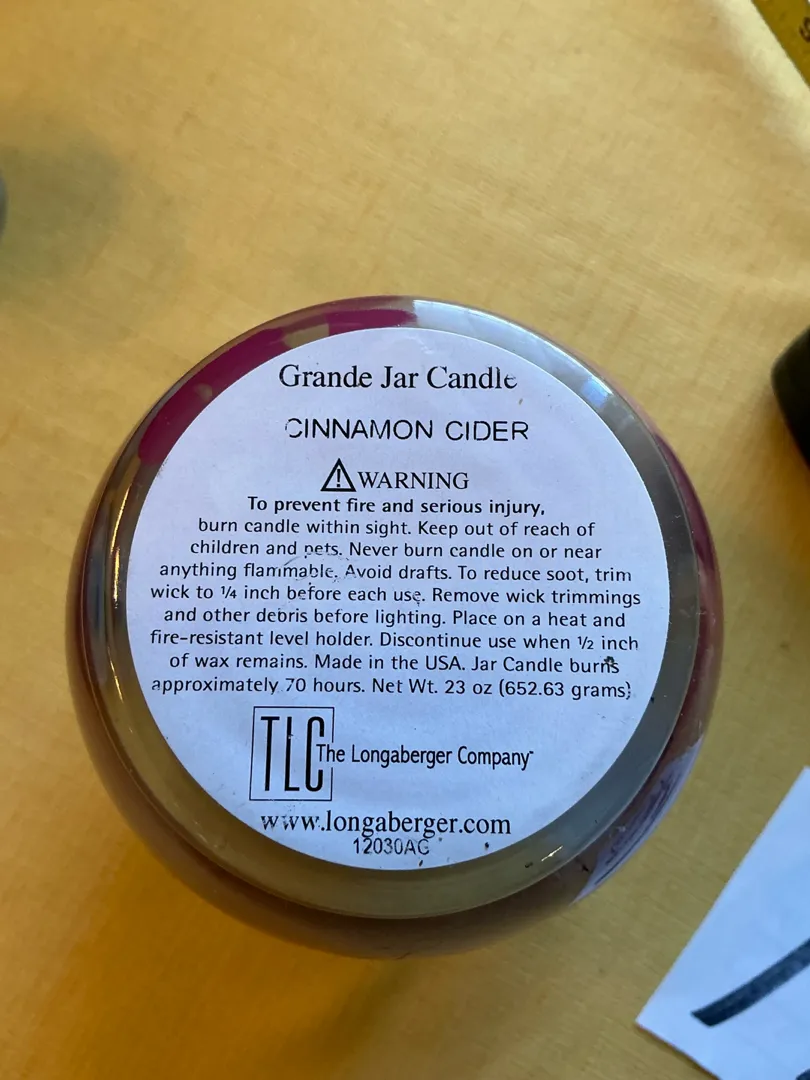 Grande Jar Candle
CINNAMON CIDER
⚠ WARNING
To prevent fire and serious injury,
burn candle within sight. Keep out of reach of
children and pets. Never burn candle on or near
anything flammable. Avoid drafts. To reduce soot, trim
wick to ¼ inch before each use. Remove wick trimmings
and other debris before lighting. Place on a heat and
fire-resistant level holder. Discontinue use when ½ inch
of wax remains. Made in the USA. Jar Candle burns
approximately 70 hours. Net Wt. 23 oz (652.63 grams)
TLC The Longaberger Company™
www.longaberger.com
12030AG